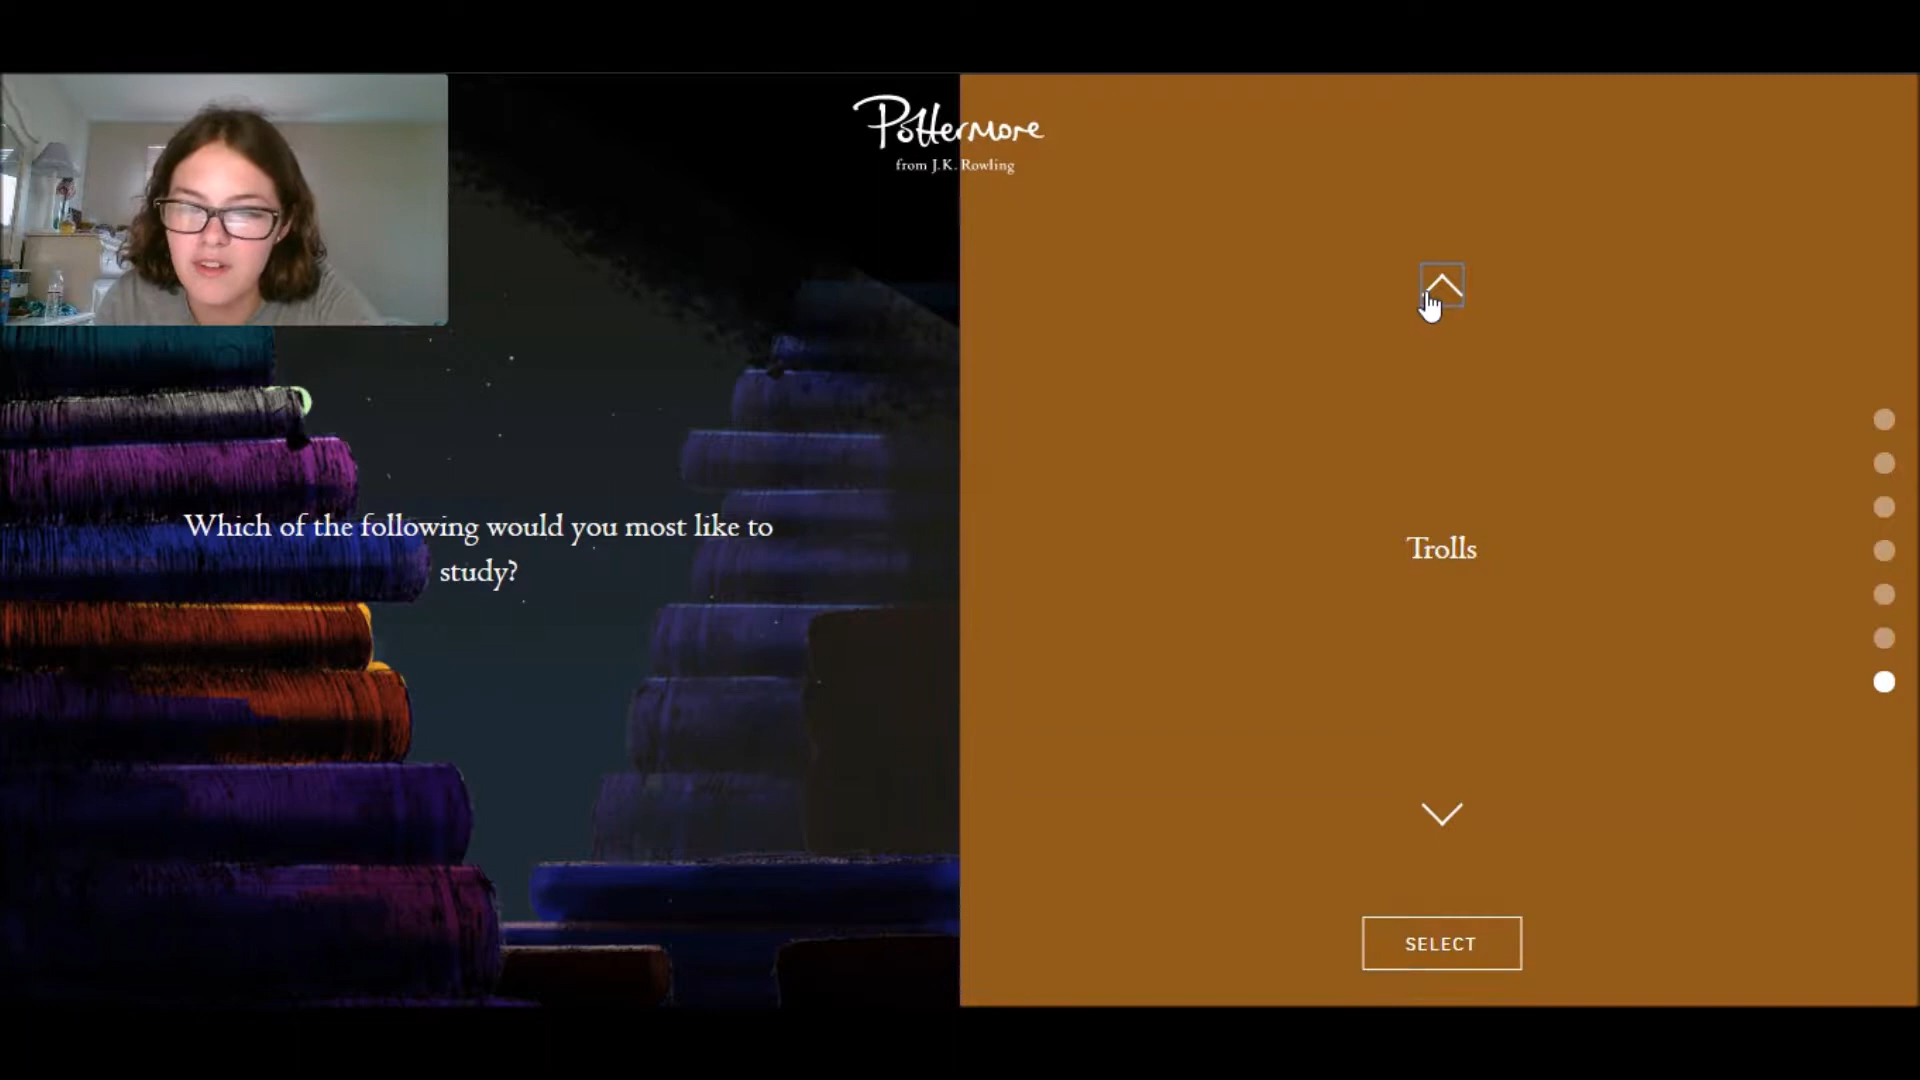 Pottermore
from J.K. Rowling
Which of the following would you most like to
study?
Trolls
SELECT